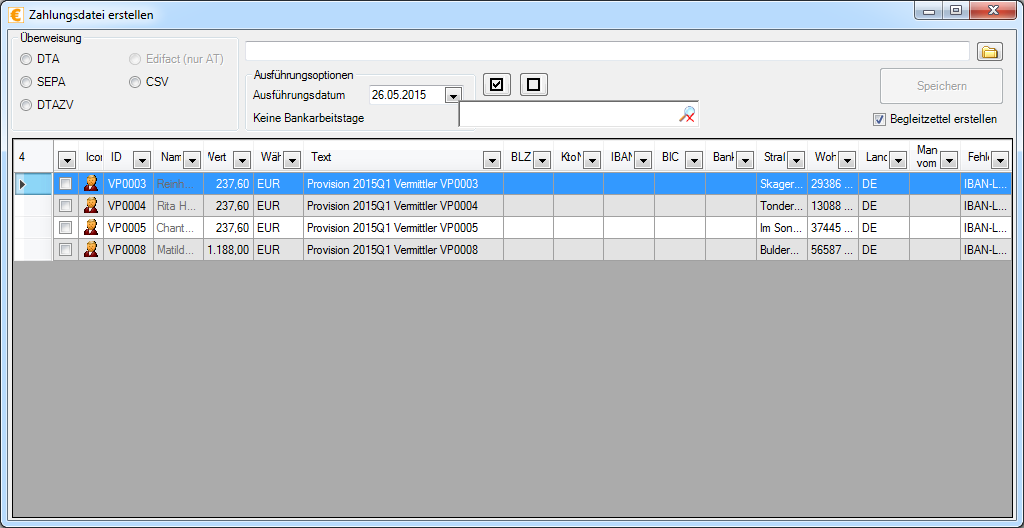 Zahlungsdatei erstellen
Überweisung
DTA
Edifact (nur AT)
SEPA
CSV
DTAZV
Ausführungsoptionen
Ausführungsdatum 26.05.2015
Keine Bankarbeitstage
Speichern
Begleitzettel erstellen
4 Icor ID Nam Wert Wäh Text BLZ KtoN IBAN BIC Bank Straß Woh Land Man vom Fehle
VP0003 Reinh... 237,60 EUR Provision 2015Q1 Vermittler VP0003 Skager... 29386 ... DE IBAN-L...
VP0004 Rita H... 237,60 EUR Provision 2015Q1 Vermittler VP0004 Tonder... 13088 ... DE IBAN-L...
VP0005 Chant... 237,60 EUR Provision 2015Q1 Vermittler VP0005 Im Son... 37445 ... DE IBAN-L...
VP0008 Matild... 1.188,00 EUR Provision 2015Q1 Vermittler VP0008 Bulder... 56587 ... DE IBAN-L...